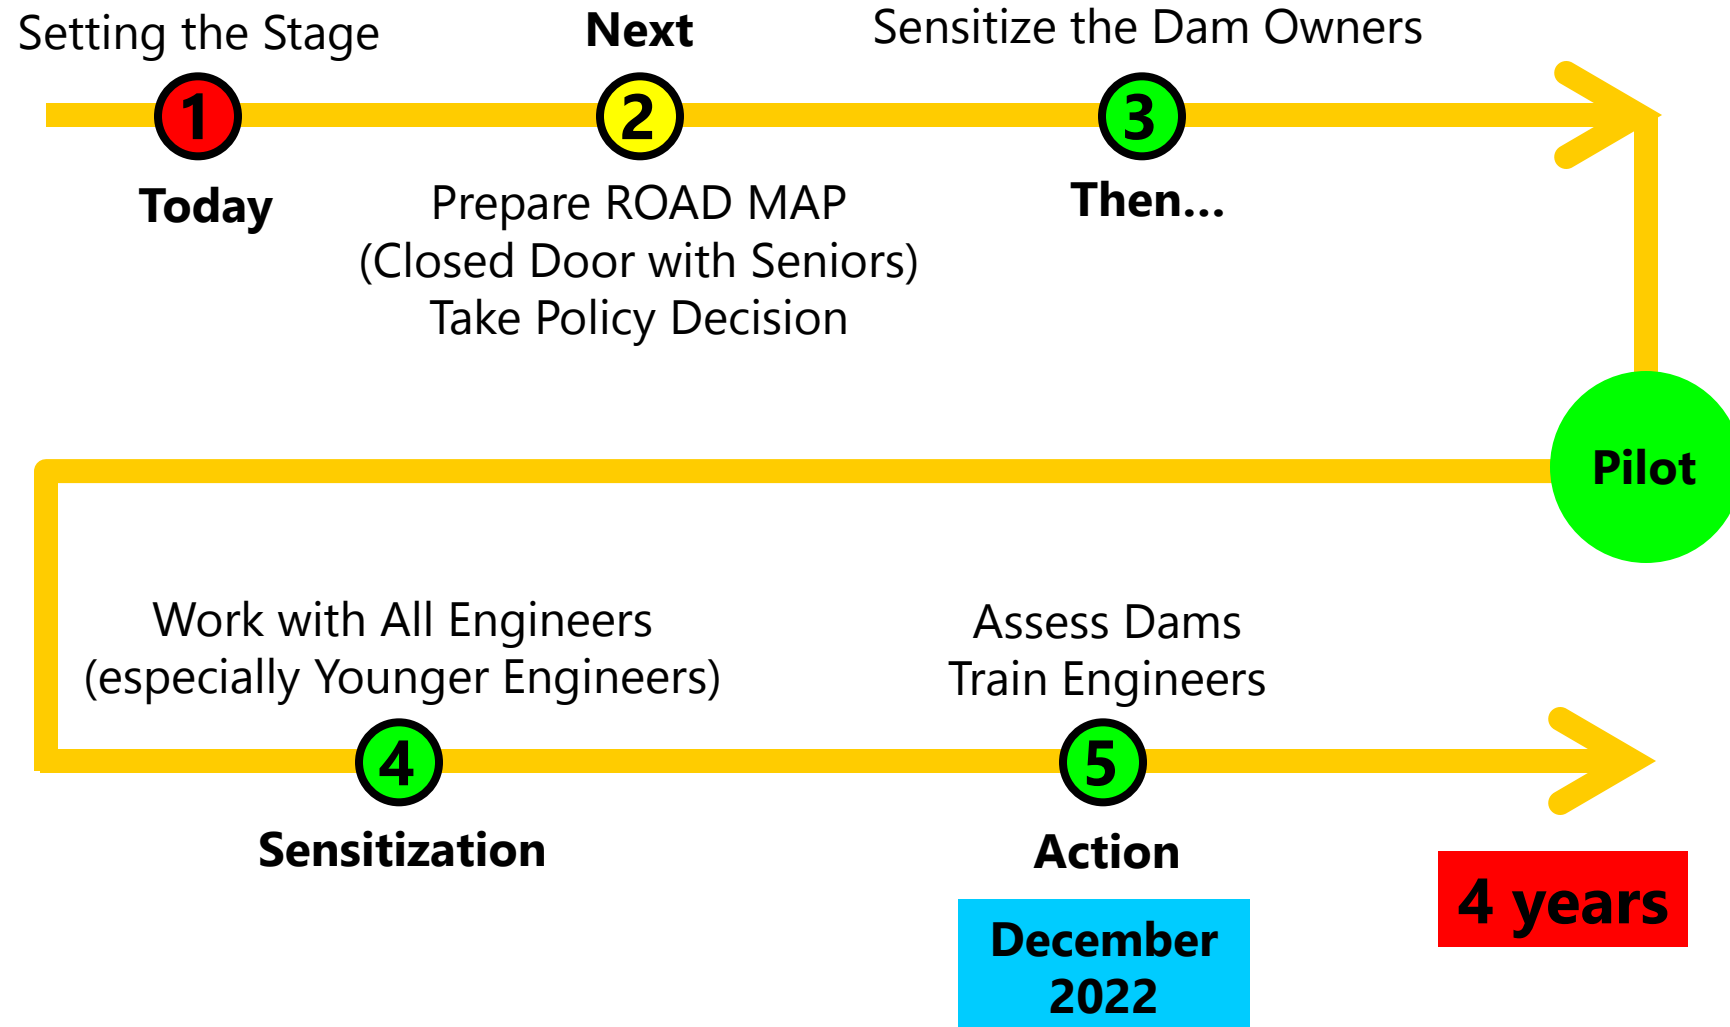 Setting the Stage
1
Today
Next
2
Prepare ROAD MAP
(Closed Door with Seniors)
Take Policy Decision
Sensitize the Dam Owners
3
Then...
Pilot
Work with All Engineers
(especially Younger Engineers)
4
Sensitization
Assess Dams
Train Engineers
5
Action
December
2022
4 years